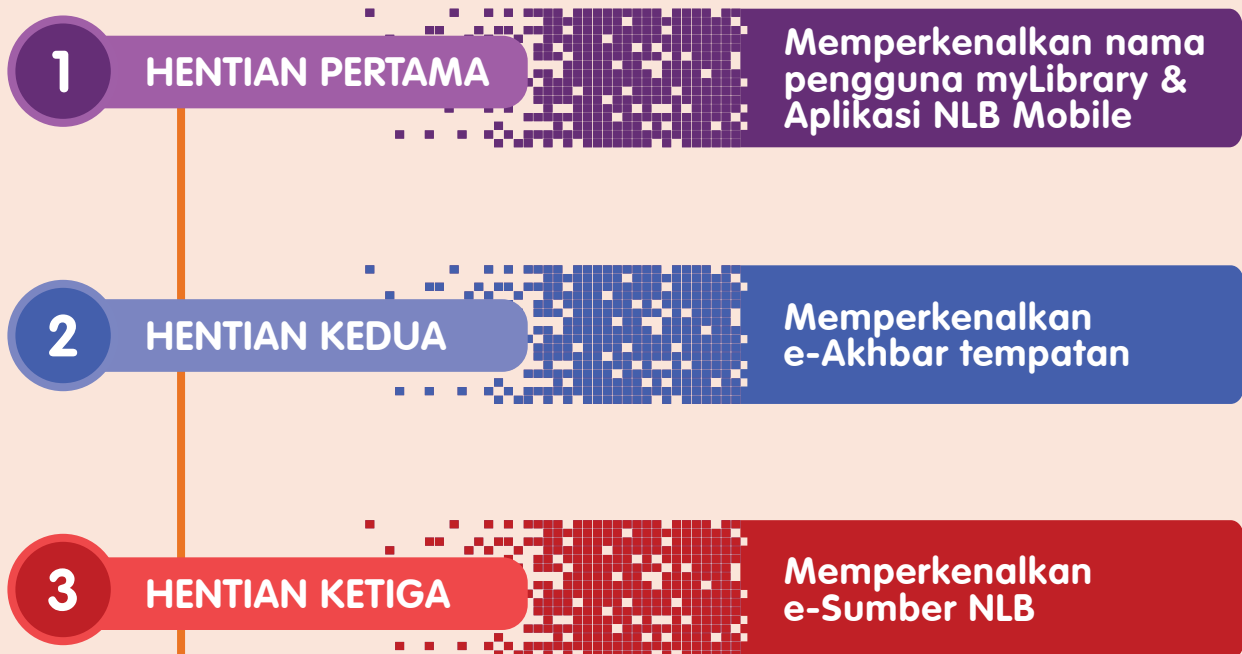 1
HENTIAN PERTAMA
Memperkenalkan nama
pengguna myLibrary &
Aplikasi NLB Mobile
2
HENTIAN KEDUA
Memperkenalkan
e-Akhbar tempatan
3
HENTIAN KETIGA
Memperkenalkan
e-Sumber NLB